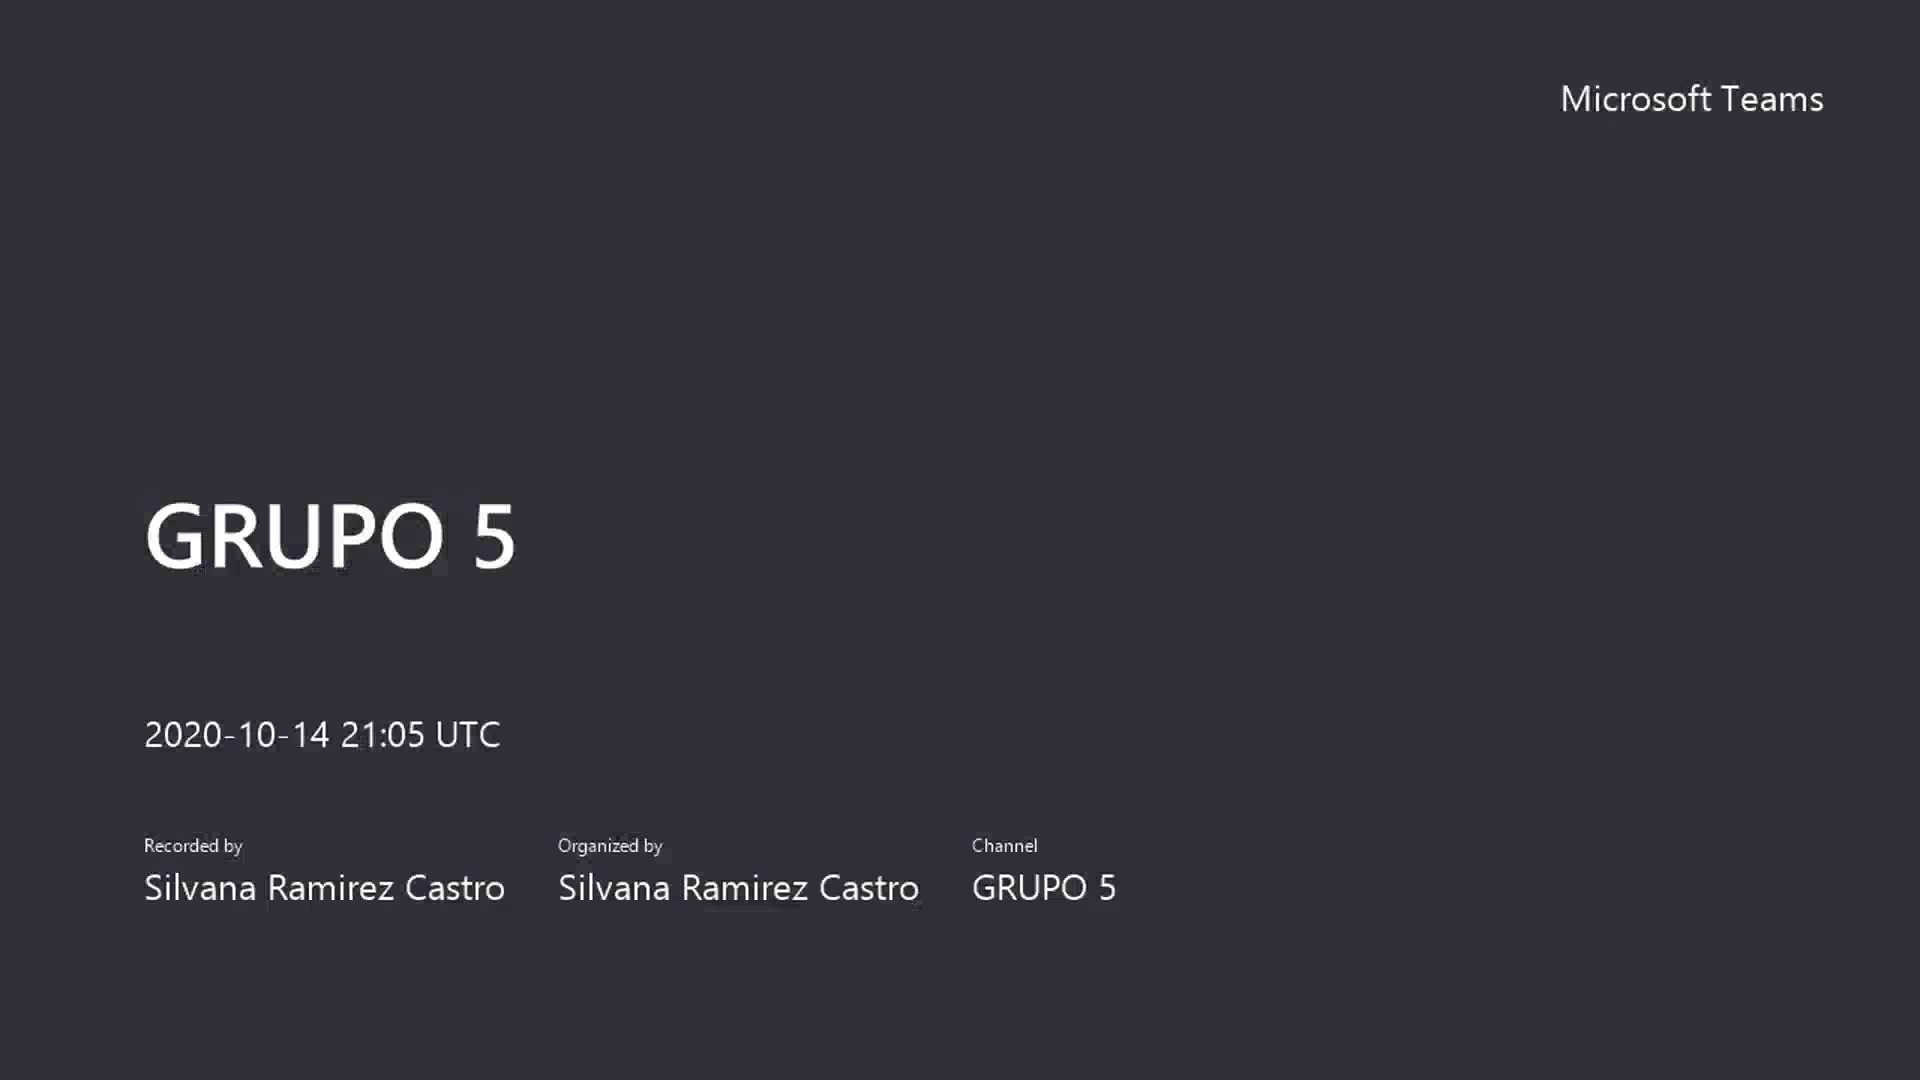 Microsoft Teams
GRUPO 5
2020-10-14 21:05 UTC
Recorded by
Silvana Ramirez Castro
Organized by
Silvana Ramirez Castro
Channel
GRUPO 5